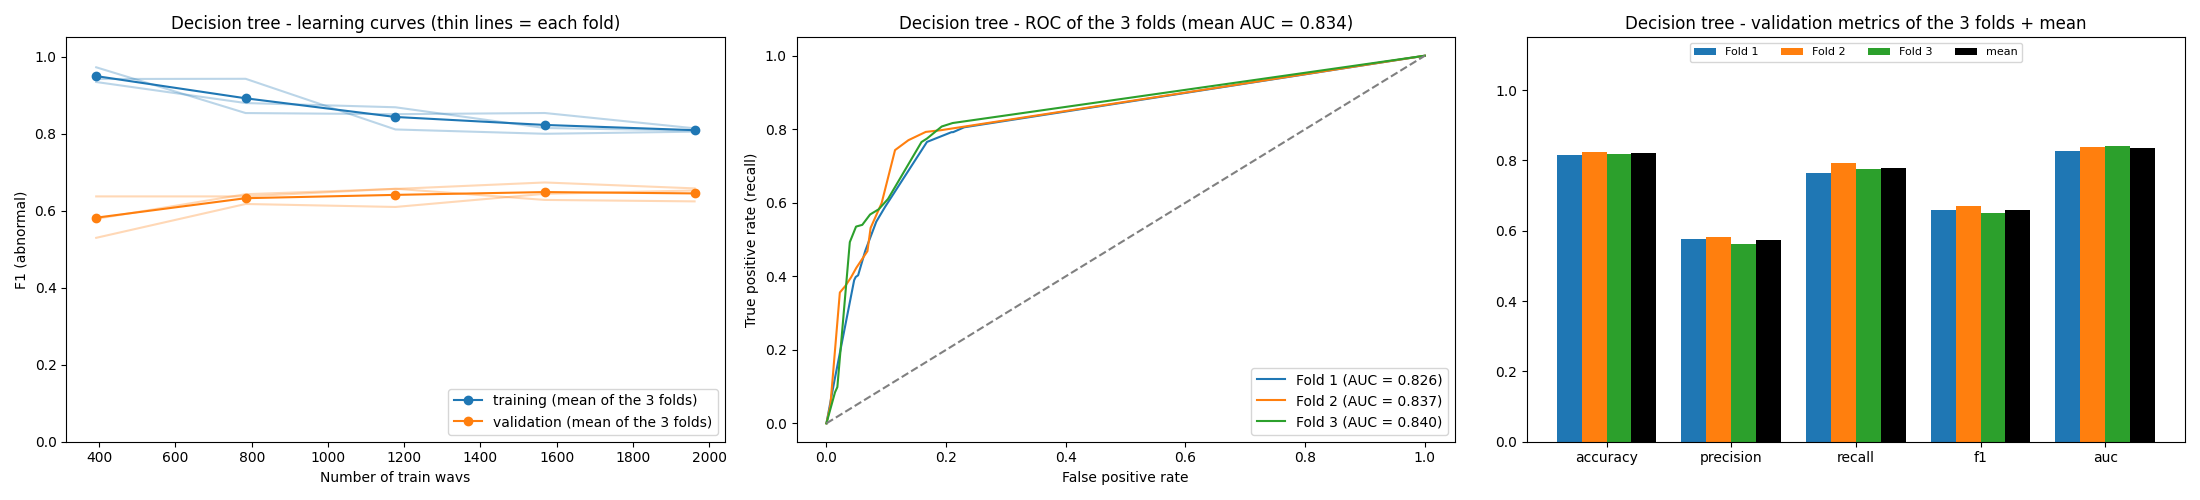 Decision tree - learning curves (thin lines = each fold)
F1 (abnormal)
1.0
0.8
0.6
0.4
0.2
0.0
400 600 800 1000 1200 1400 1600 1800 2000
Number of train wavs
training (mean of the 3 folds)
validation (mean of the 3 folds)
Decision tree - ROC of the 3 folds (mean AUC = 0.834)
True positive rate (recall)
1.0
0.8
0.6
0.4
0.2
0.0
0.0 0.2 0.4 0.6 0.8 1.0
False positive rate
Fold 1 (AUC = 0.826)
Fold 2 (AUC = 0.837)
Fold 3 (AUC = 0.840)
Decision tree - validation metrics of the 3 folds + mean
Fold 1 Fold 2 Fold 3 mean
1.0
0.8
0.6
0.4
0.2
0.0
accuracy precision recall f1 auc